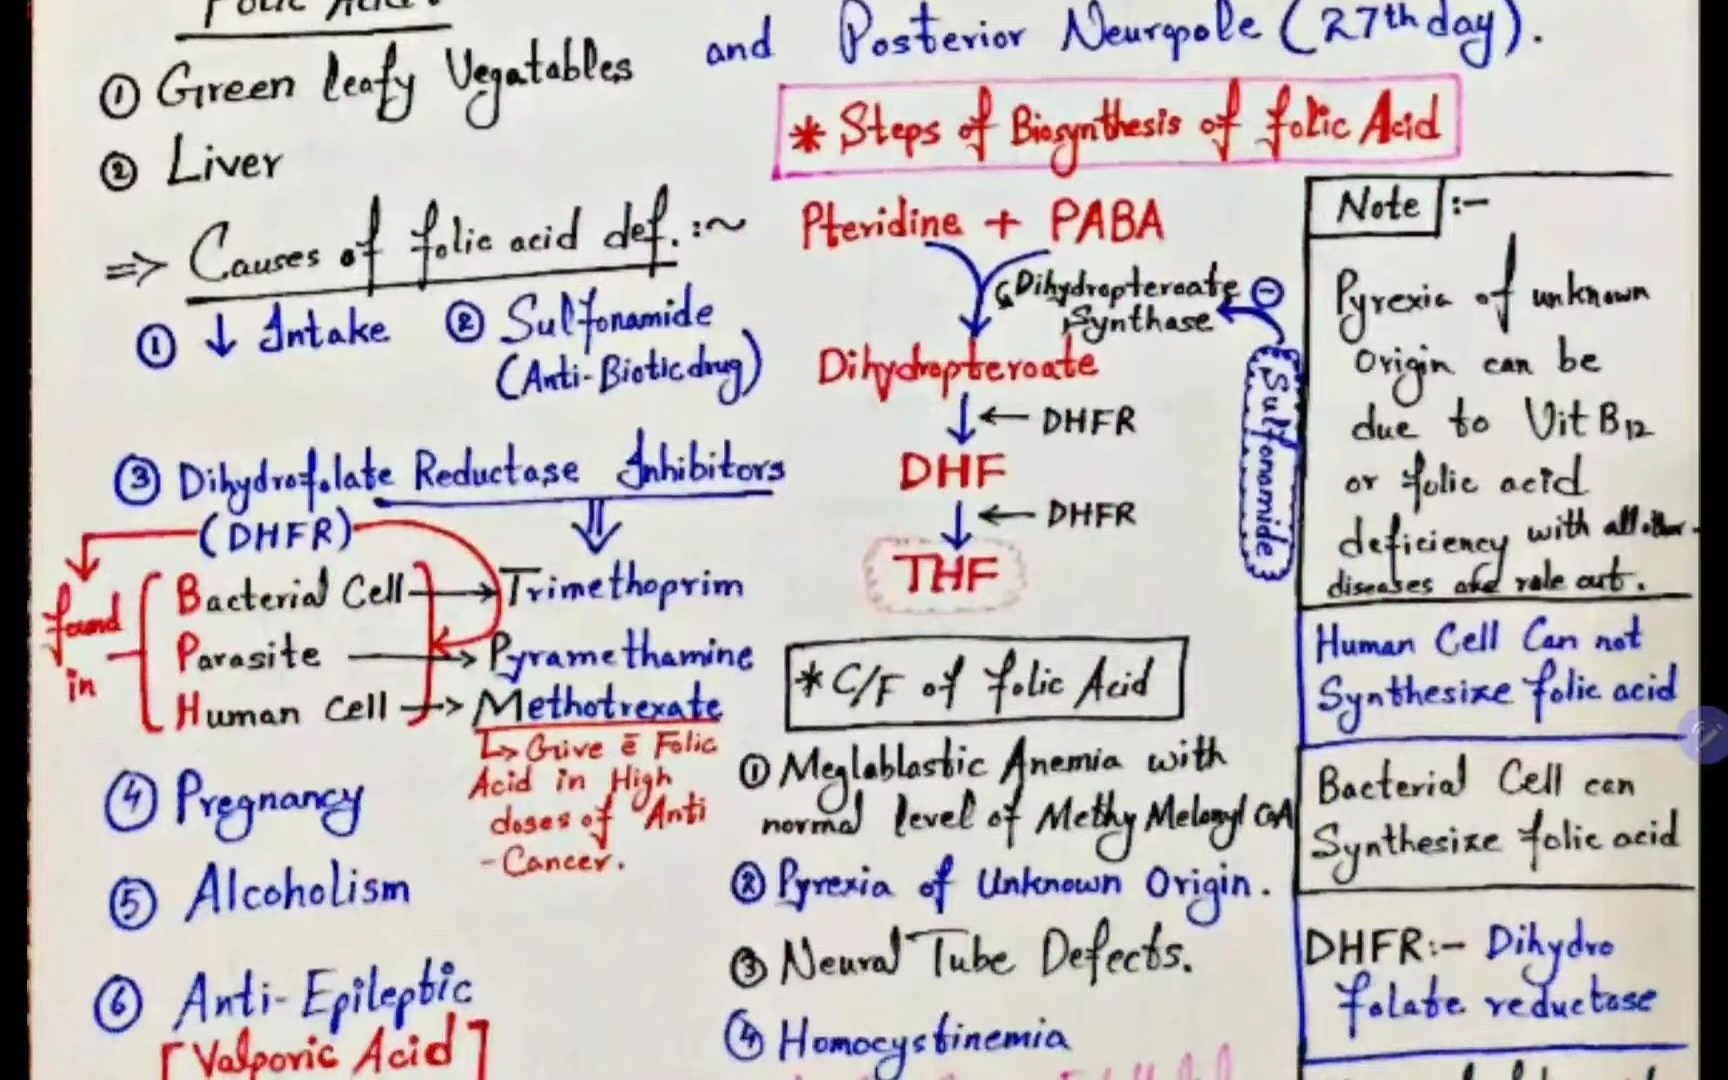 Folic Acid:
① Green leafy Vegatables
② Liver
=> Causes of folic acid def. :~
① ↓ Intake ② Sulfonamide
(Anti-Biotic drug)
③ Dihydrofolate Reductase Inhibitors
(DHFR)
found
in
Bacterial Cell → Trimethoprim
Parasite → Pyramethamine
Human Cell → Methotrexate
↳ Give ē Folic
Acid in High
doses of Anti
-Cancer.
④ Pregnancy
⑤ Alcoholism
⑥ Anti-Epileptic
[Valporic Acid]
and Posterior Neuropole (27th day).
* Steps of Biosynthesis of folic Acid
Pteridine + PABA
Dihydropteroate
Synthase
⊖
Sulfonamide
Dihydropteroate
↓ ← DHFR
DHF
↓ ← DHFR
THF
* C/F of folic Acid
① Meglablastic Anemia with
normal level of Methy Melonyl CoA
② Pyrexia of Unknown Origin.
③ Neural Tube Defects.
④ Homocystinemia
Note :-
Pyrexia of unknown
Origin can be
due to Vit B12
or folic acid
deficiency with all other
diseases are role out.
Human Cell Can not
Synthesize folic acid
Bacterial Cell can
Synthesize folic acid
DHFR:- Dihydro
folate reductase